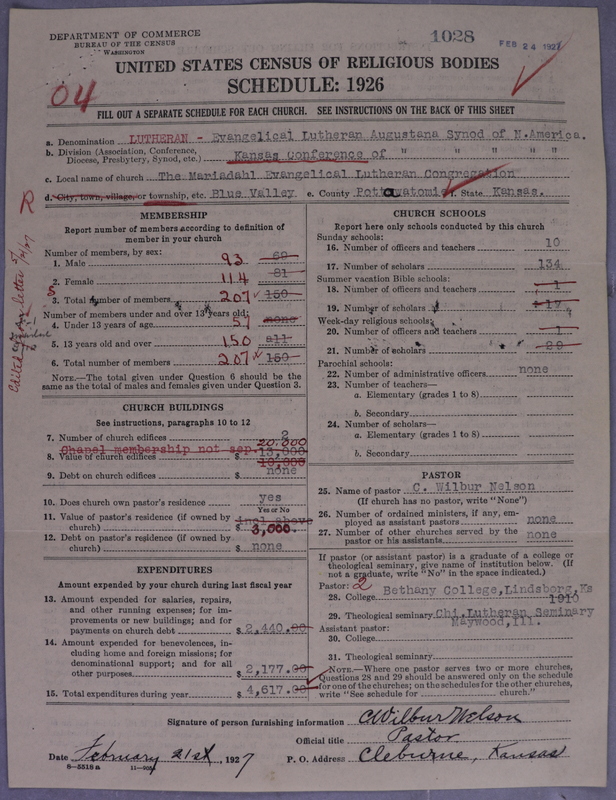 DEPARTMENT OF COMMERCE
BUREAU OF THE CENSUS
WASHINGTON
1028
FEB 24 1927
UNITED STATES CENSUS OF RELIGIOUS BODIES
SCHEDULE: 1926
04
FILL OUT A SEPARATE SCHEDULE FOR EACH CHURCH. SEE INSTRUCTIONS ON THE BACK OF THIS SHEET
a. Denomination LUTHERAN - Evangelical Lutheran Augustana Synod of N.America.
b. Division (Association, Conference, Diocese, Presbytery, Synod, etc.) Kansas Conference of " " " "
c. Local name of church The Mariadahl Evangelical Lutheran Congregation
d. City, town, village, or township, etc. Blue Valley e. County Pottawatomie f. State Kansas.
R
MEMBERSHIP
Report number of members according to definition of
member in your church
Number of members, by sex:
1. Male 93 69
2. Female 114 81
3. Total number of members 207 150
Number of members under and over 13 years old:
4. Under 13 years of age 57 none
5. 13 years old and over 150 all
6. Total number of members 207 150
NOTE.—The total given under Question 6 should be
the same as the total of males and females given under Question 3.
CHURCH BUILDINGS
See instructions, paragraphs 10 to 12
7. Number of church edifices 2
20.000
Chapel membership not sep.
8. Value of church edifices $ 13,000
10,000
9. Debt on church edifices $ none
10. Does church own pastor's residence yes
Yes or No
11. Value of pastor's residence (if owned by church) $ incl above
3,000.
12. Debt on pastor's residence (if owned by church) $ none
EXPENDITURES
Amount expended by your church during last fiscal year
13. Amount expended for salaries, repairs,
and other running expenses; for improvements or new buildings; and for
payments on church debt $ 2,440.00
14. Amount expended for benevolences, including home and foreign missions; for
denominational support; and for all
other purposes $ 2,177.00
15. Total expenditures during year $ 4,617.00
CHURCH SCHOOLS
Report here only schools conducted by this church
Sunday schools:
16. Number of officers and teachers 10
17. Number of scholars 134
Summer vacation Bible schools:
18. Number of officers and teachers 1
19. Number of scholars 17
Week-day religious schools:
20. Number of officers and teachers 1
21. Number of scholars 20
Parochial schools:
22. Number of administrative officers none
23. Number of teachers—
a. Elementary (grades 1 to 8)
b. Secondary
24. Number of scholars—
a. Elementary (grades 1 to 8)
b. Secondary
PASTOR
25. Name of pastor C. Wilbur Nelson
(If church has no pastor, write "None")
26. Number of ordained ministers, if any, employed as assistant pastors none
27. Number of other churches served by the
pastor or his assistants none
If pastor (or assistant pastor) is a graduate of a college or
theological seminary, give name of institution below. (If
not a graduate, write "No" in the space indicated.)
Pastor: 2
28. College Bethany College, Lindsborg, Ks
1910
29. Theological seminary Chi. Lutheran Seminary
Maywood, Ill.
Assistant pastor:
30. College
31. Theological seminary
NOTE.—Where one pastor serves two or more churches,
Questions 28 and 29 should be answered only on the schedule
for one of the churches; on the schedules for the other churches,
write "See schedule for ________ church."
Signature of person furnishing information C Wilbur Nelson
Official title Pastor
Date February 21st, 1927 P. O. Address Cleburne, Kansas
8—5518 a